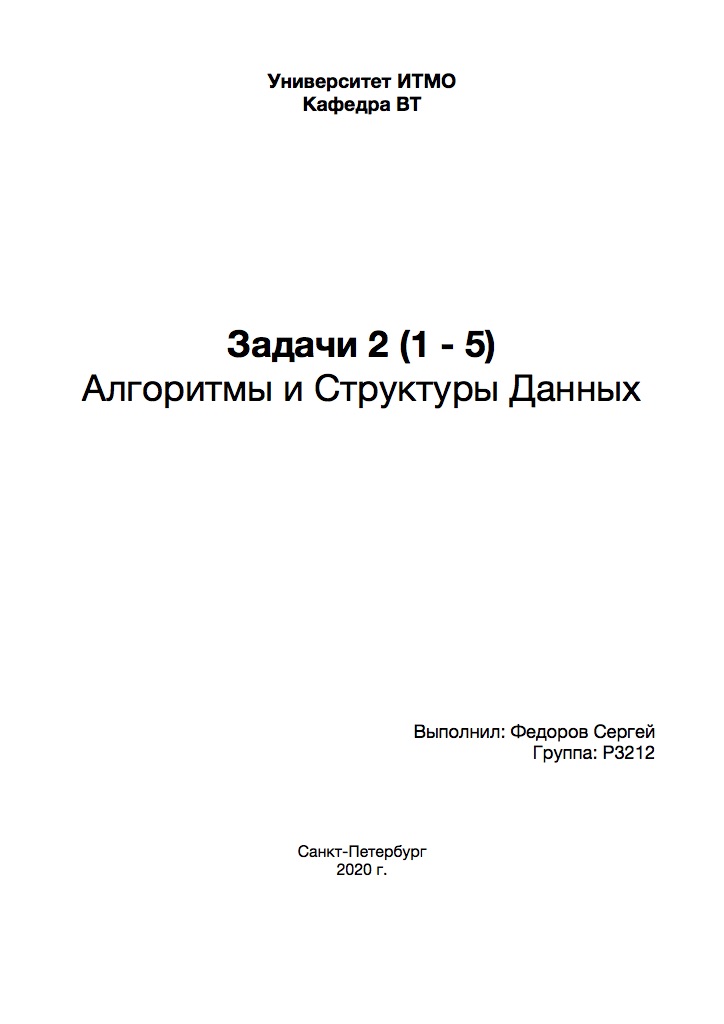 Университет ИТМО
Кафедра ВТ
Задачи 2 (1 - 5)
Алгоритмы и Структуры Данных
Выполнил: Федоров Сергей
Группа: P3212
Санкт-Петербург
2020 г.